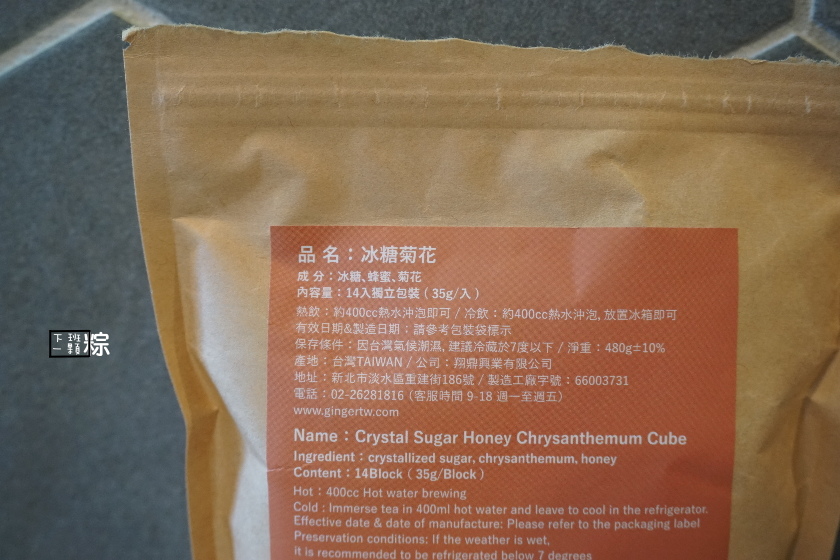 品 名：冰糖菊花
成 分：冰糖、蜂蜜、菊花
內容量：14入獨立包裝（35g/入）
熱飲：約400cc熱水沖泡即可 / 冷飲：約400cc熱水沖泡, 放置冰箱即可
有效日期&製造日期：請參考包裝袋標示
保存條件：因台灣氣侯潮濕, 建議冷藏於7度以下 / 淨重：480g±10%
產地：台灣TAIWAN / 公司：翔鼎興業有限公司
地址：新北市淡水區重建街186號 / 製造工廠字號：66003731
電話：02-26281816 (客服時間 9-18 週一至週五)
www.gingertw.com
Name：Crystal Sugar Honey Chrysanthemum Cube
Ingredient：crystallized sugar, chrysanthemum, honey
Content：14Block（35g/Block）
Hot：400cc Hot water brewing
Cold : Immerse tea in 400ml hot water and leave to cool in the refrigerator.
Effective date & date of manufacture: Please refer to the packaging label
Preservation conditions: If the weather is wet,
it is recommended to be refrigerated below 7 degrees
下班
一顆
粽